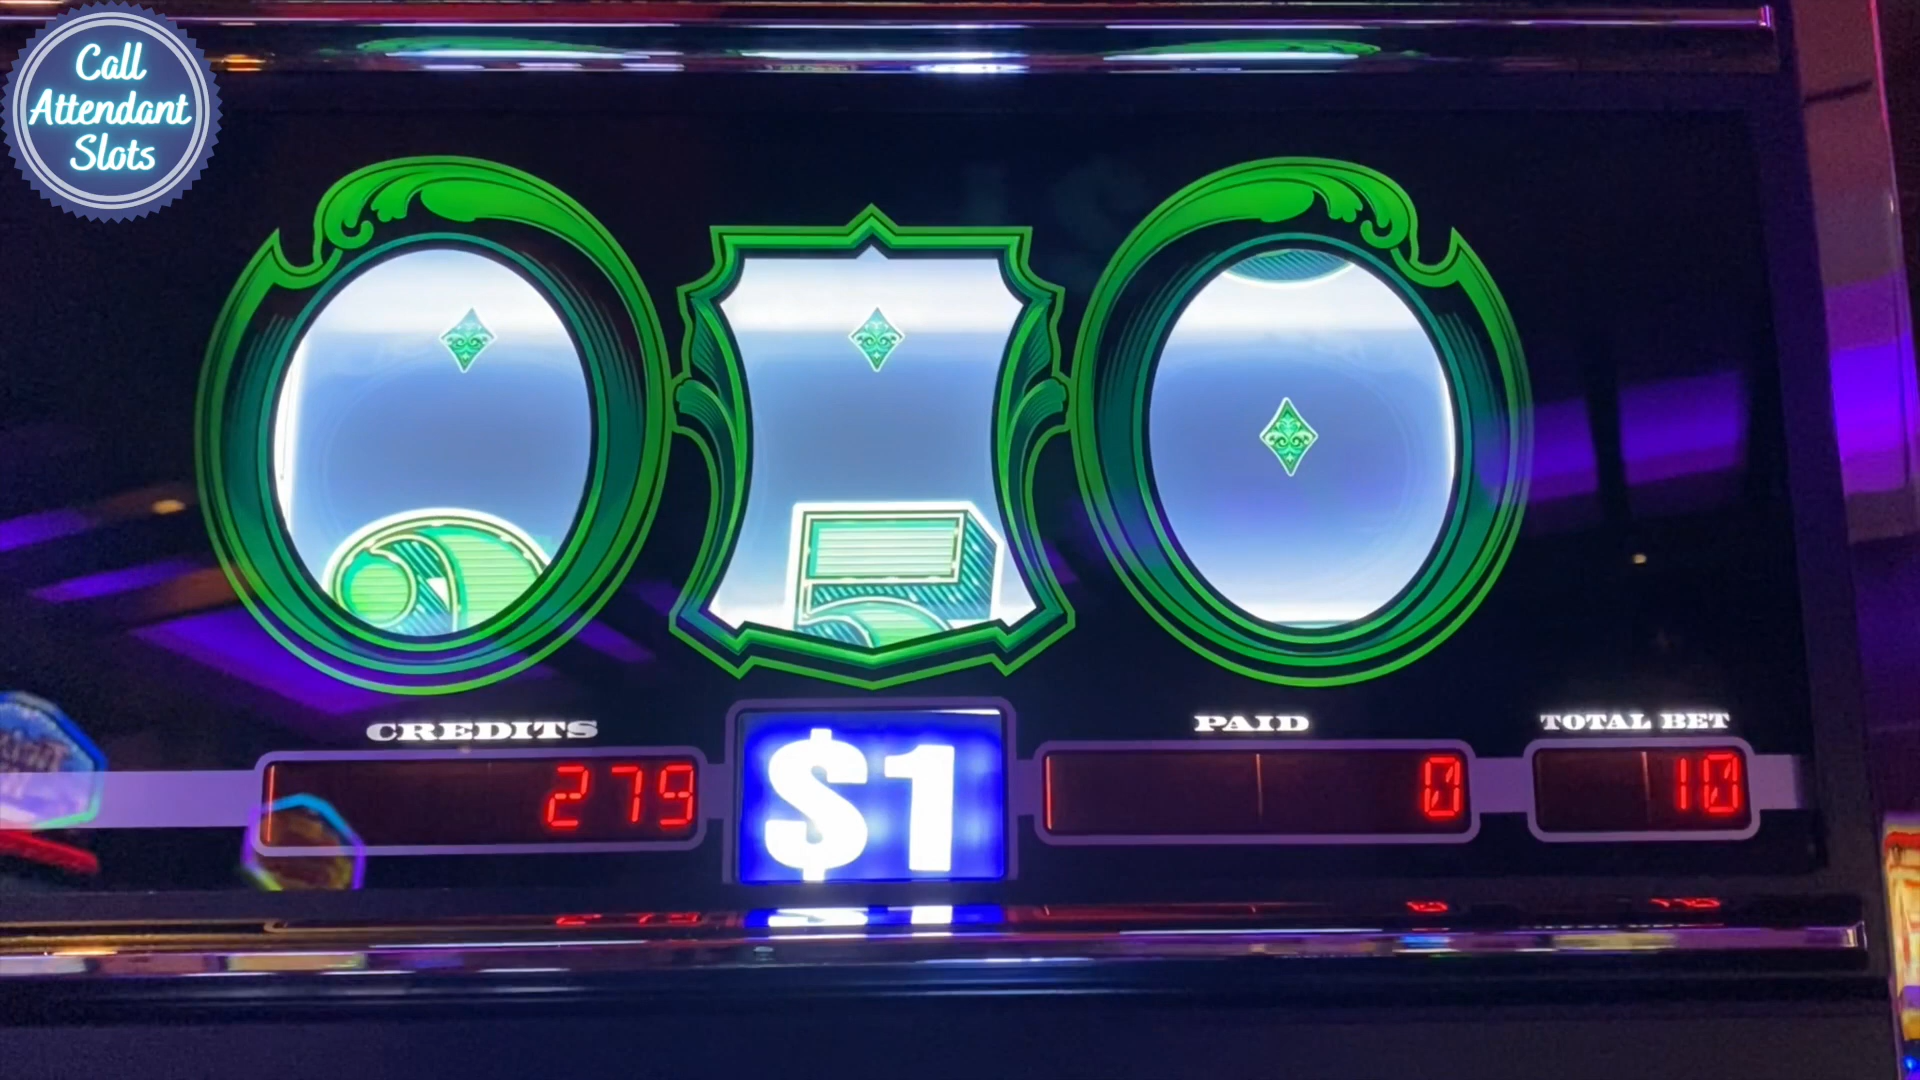 Call
Attendant
Slots
CREDITS
PAID
TOTAL BET
279
$1
0
10